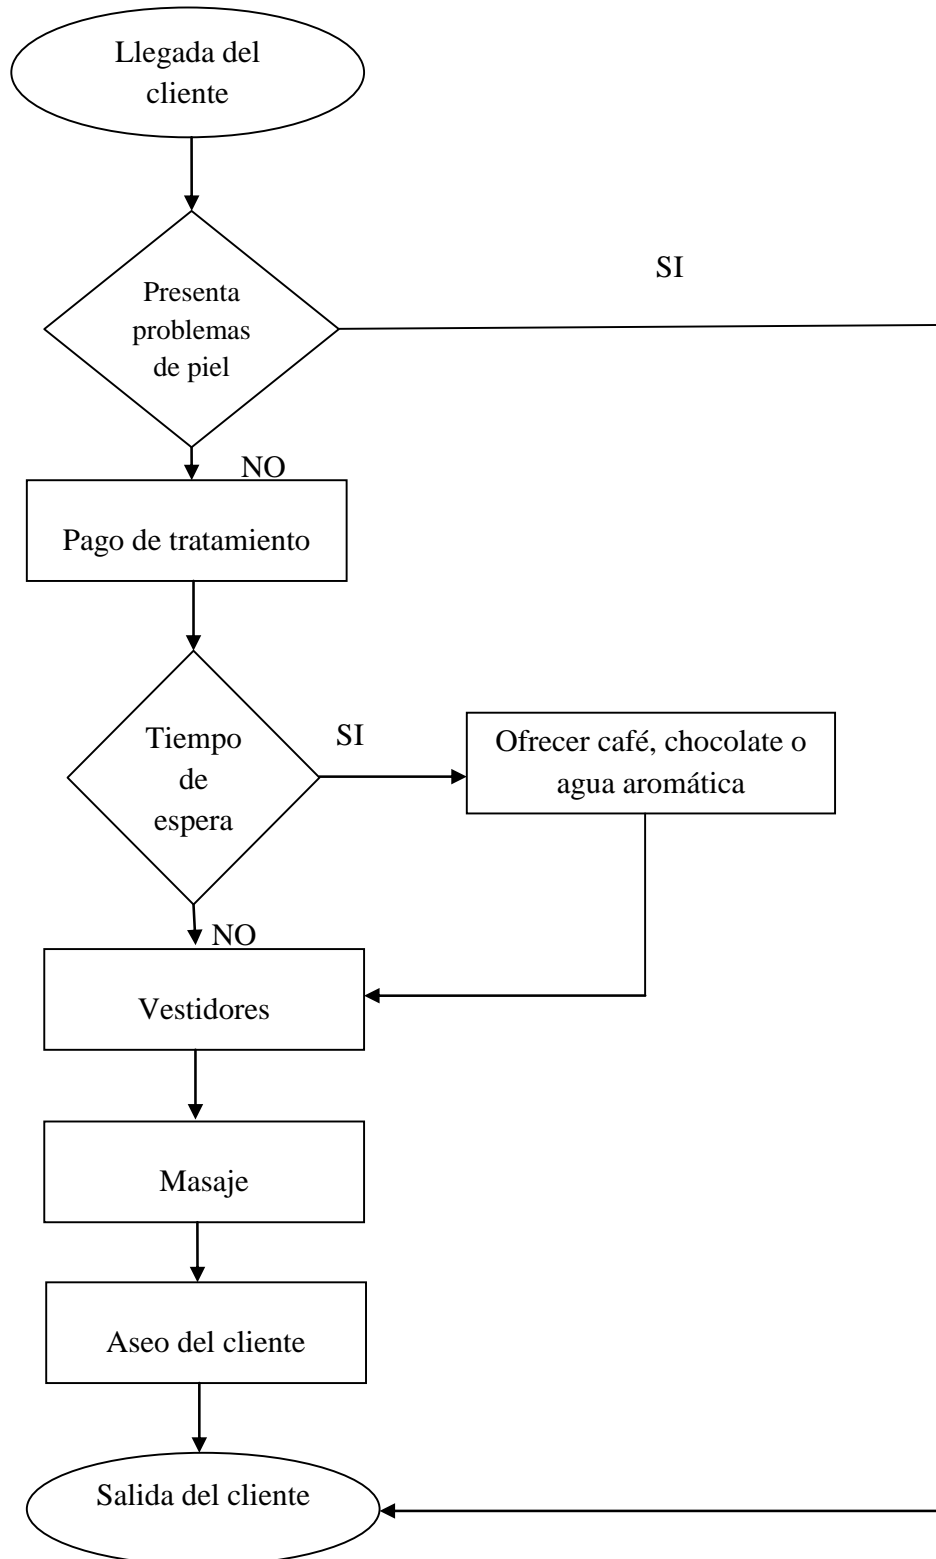 Llegada del
cliente
SI
Presenta
problemas
de piel
NO
Pago de tratamiento
Tiempo
de
espera
SI
Ofrecer café, chocolate o
agua aromática
NO
Vestidores
Masaje
Aseo del cliente
Salida del cliente